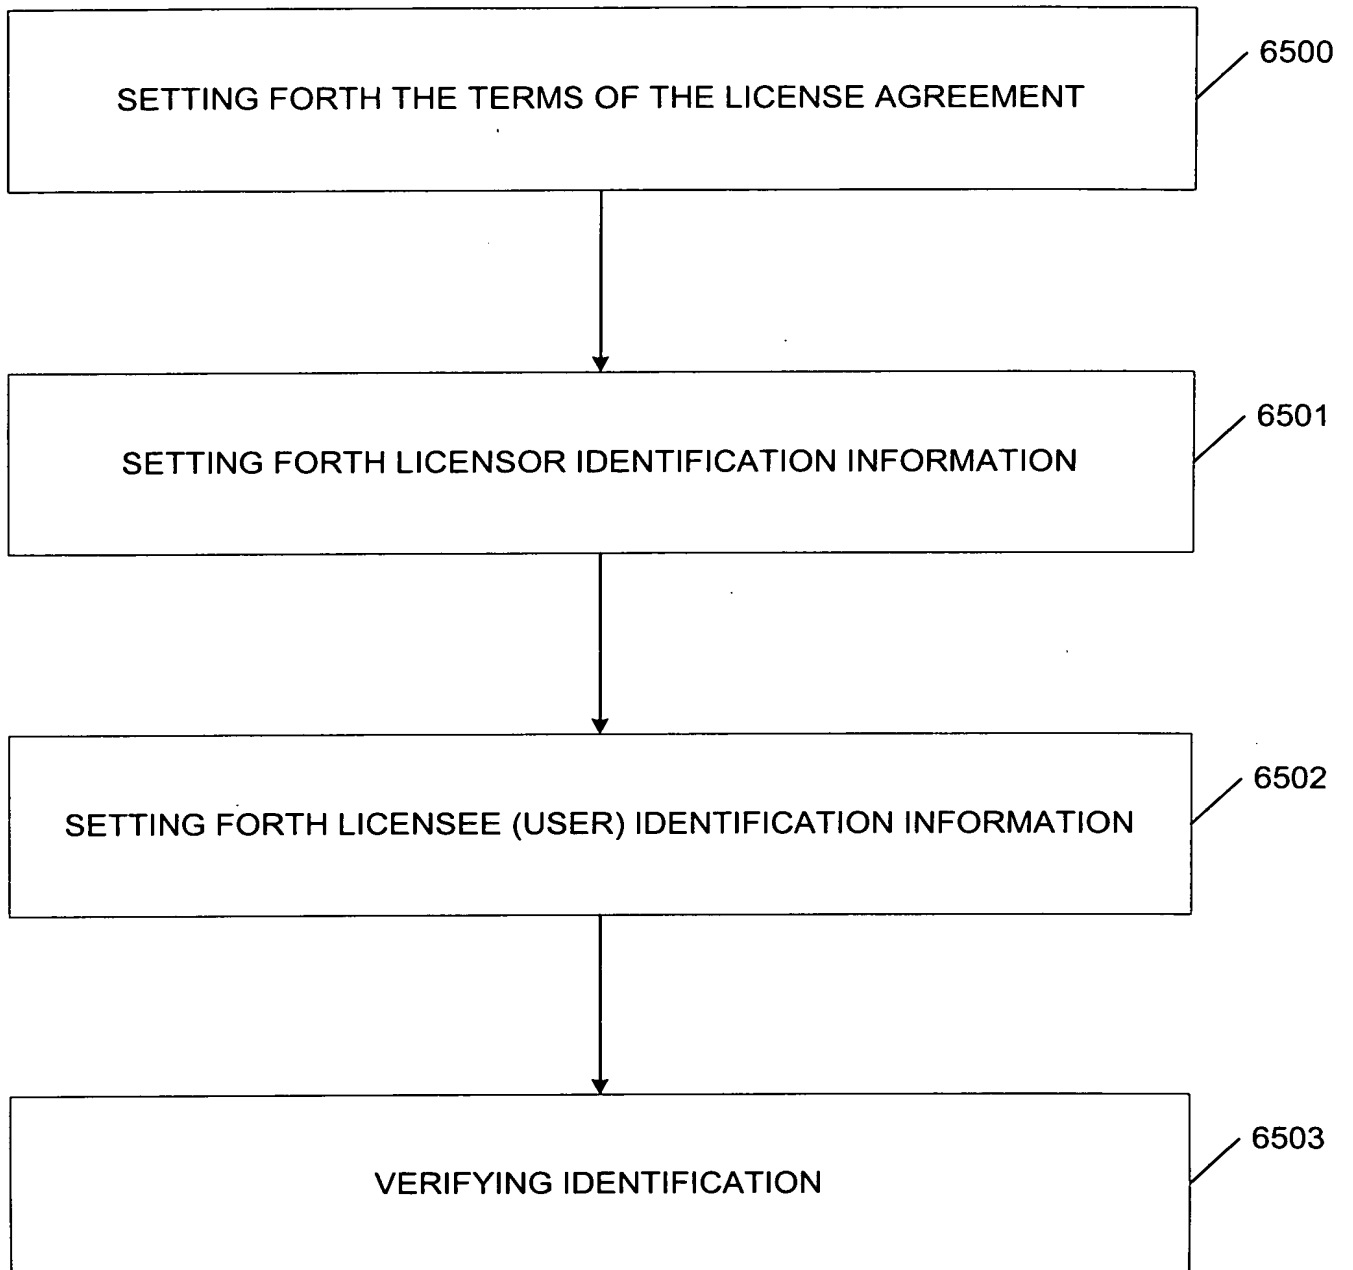 SETTING FORTH THE TERMS OF THE LICENSE AGREEMENT
6500
SETTING FORTH LICENSOR IDENTIFICATION INFORMATION
6501
SETTING FORTH LICENSEE (USER) IDENTIFICATION INFORMATION
6502
VERIFYING IDENTIFICATION
6503